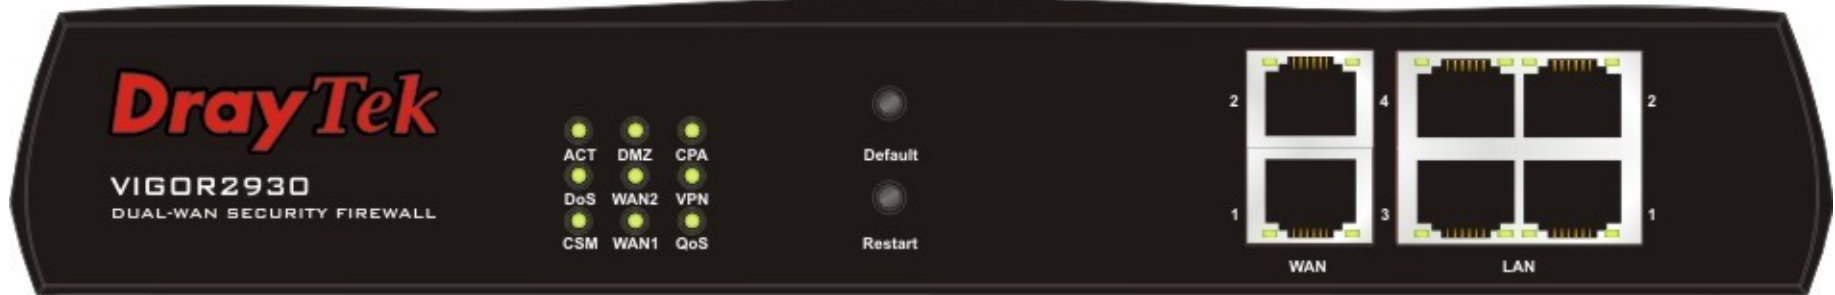 DrayTek
VIGOR2930
DUAL-WAN SECURITY FIREWALL
ACT DMZ CPA
DoS WAN2 VPN
CSM WAN1 QoS
Default
Restart
2 4 2
1 3 1
WAN LAN